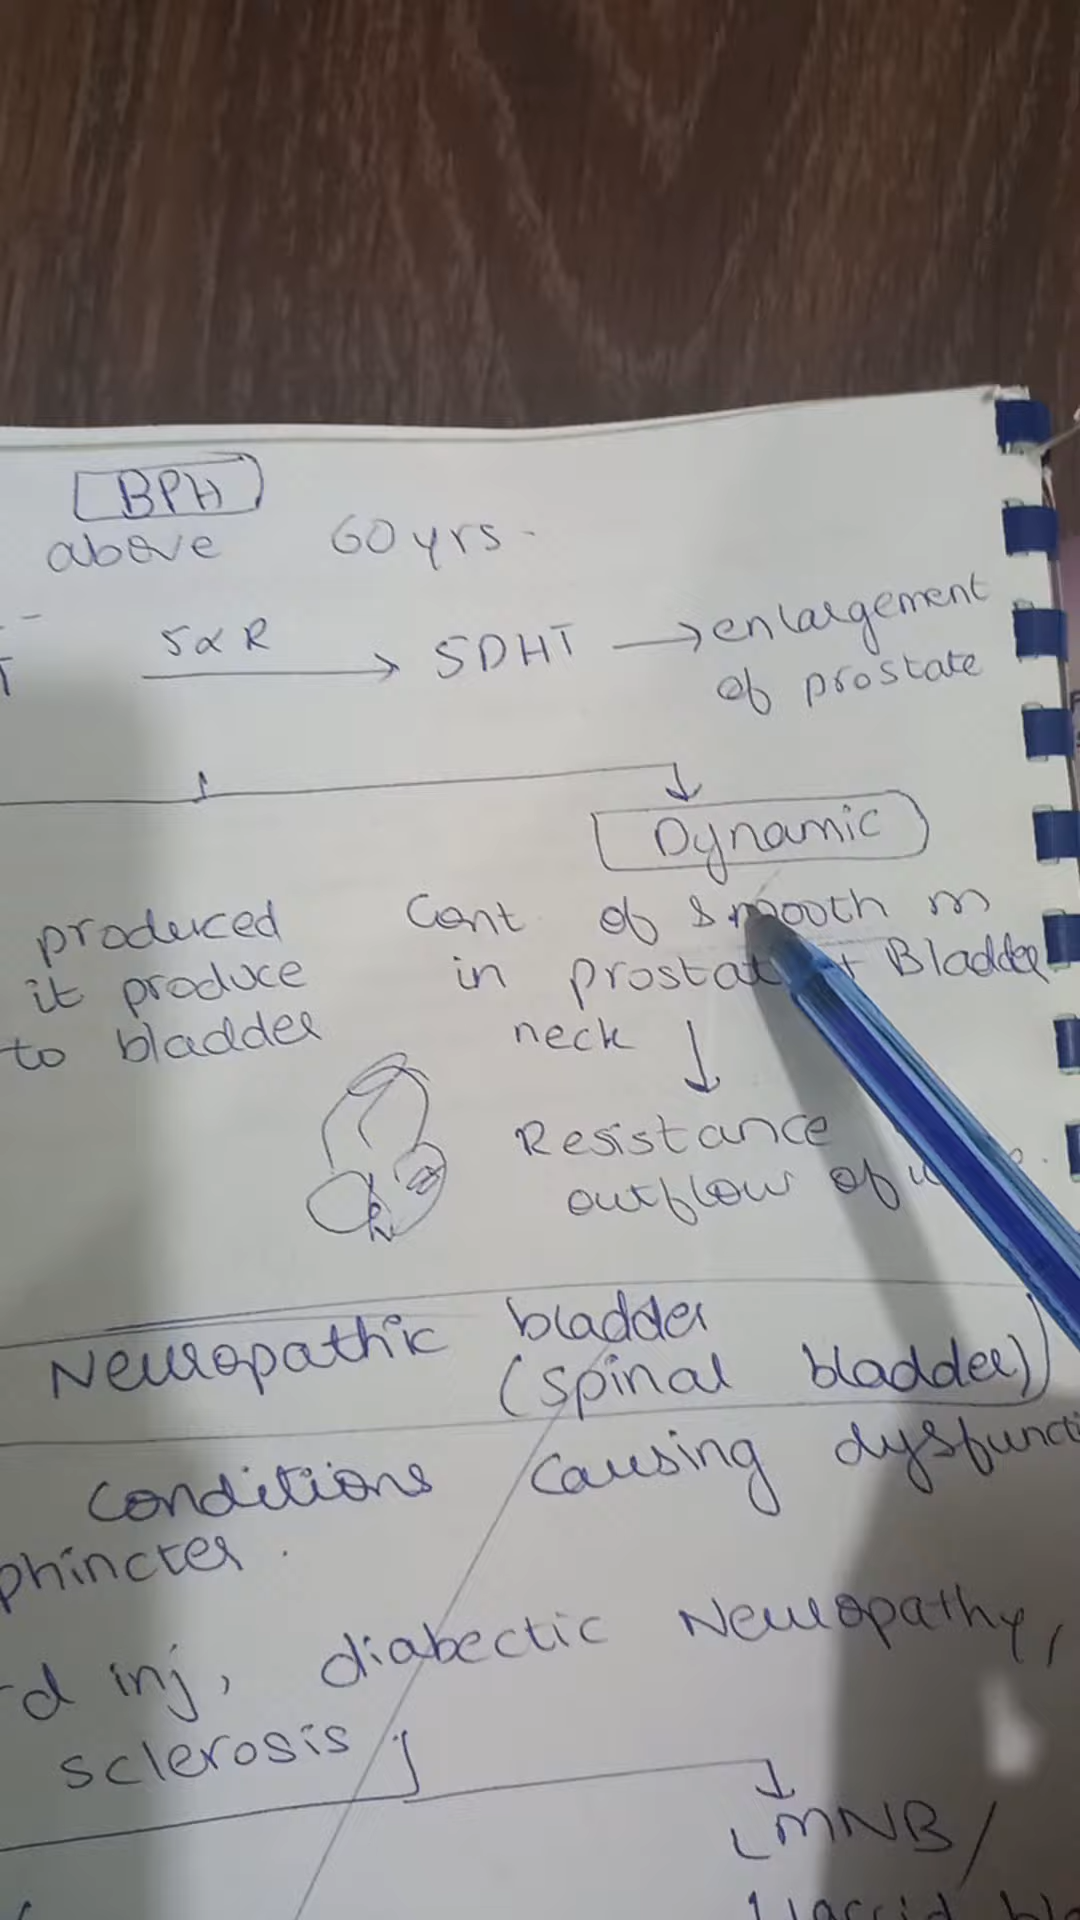 BPH
above 60 yrs.
T 5αR → 5DHT → enlargement
of prostate
Dynamic
produced Cont of smooth m
it produce in prostat + Bladder
to bladder neck ↓
Resistance
outflow of
Neuropathic bladder
(spinal bladder)
conditions causing dysfuncti
phincter.
d inj, diabectic Neuropathy,
sclerosis
LMNB/